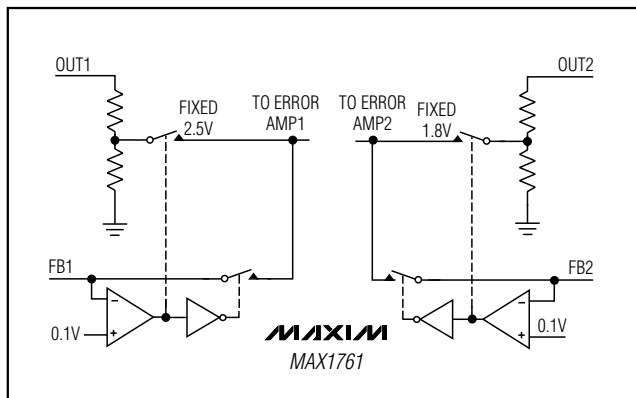 OUT1
OUT2
FIXED
2.5V
TO ERROR
AMP1
TO ERROR
AMP2
FIXED
1.8V
FB1
FB2
−
+
0.1V
−
+
0.1V
MAXIM
MAX1761